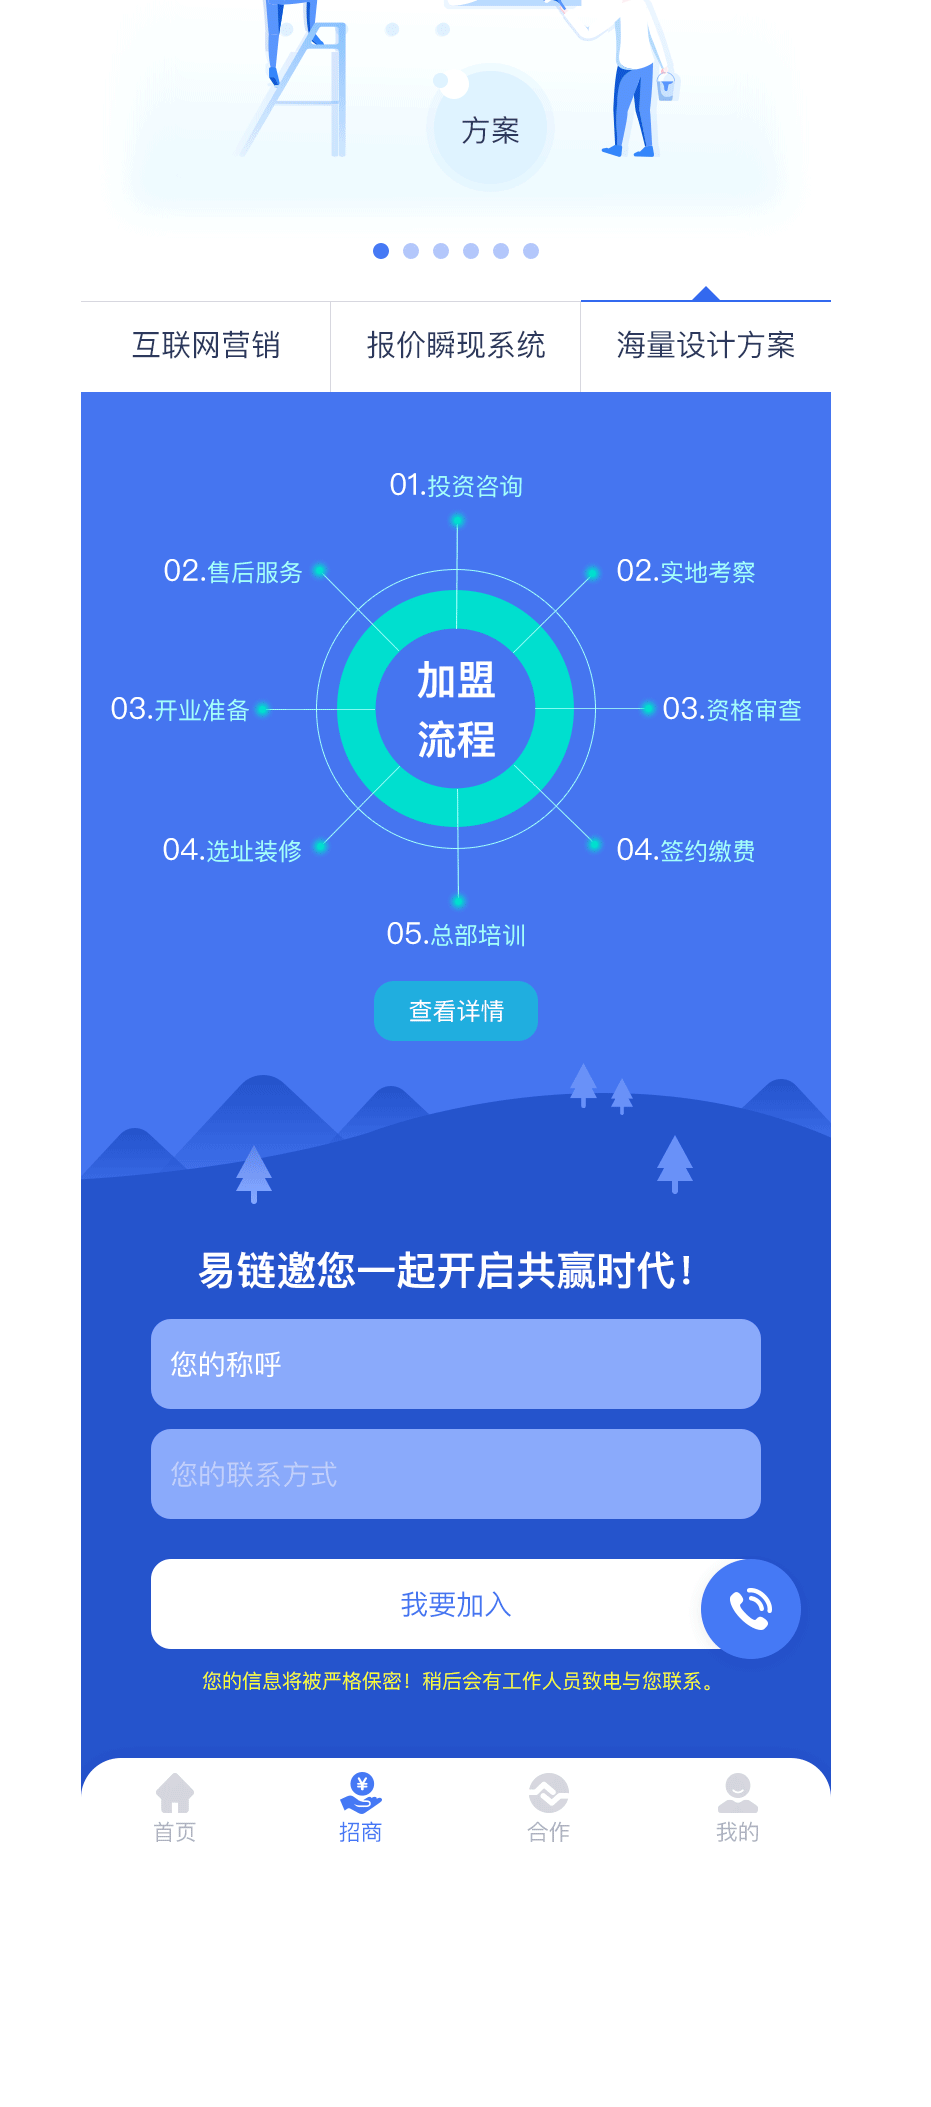 方案
互联网营销
报价瞬现系统
海量设计方案
01.投资咨询
02.售后服务
02.实地考察
加盟
流程
03.开业准备
03.资格审查
04.选址装修
04.签约缴费
05.总部培训
查看详情
易链邀您一起开启共赢时代！
您的称呼
您的联系方式
我要加入
您的信息将被严格保密！稍后会有工作人员致电与您联系。
¥
首页
招商
合作
我的